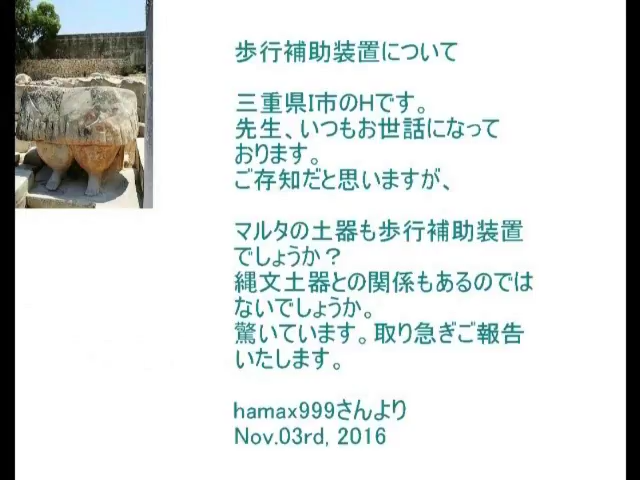 歩行補助装置について
三重県I市のHです。
先生、いつもお世話になって
おります。
ご存知だと思いますが、
マルタの土器も歩行補助装置
でしょうか？
縄文土器との関係もあるのでは
ないでしょうか。
驚いています。取り急ぎご報告
いたします。
hamax999さんより
Nov.03rd, 2016